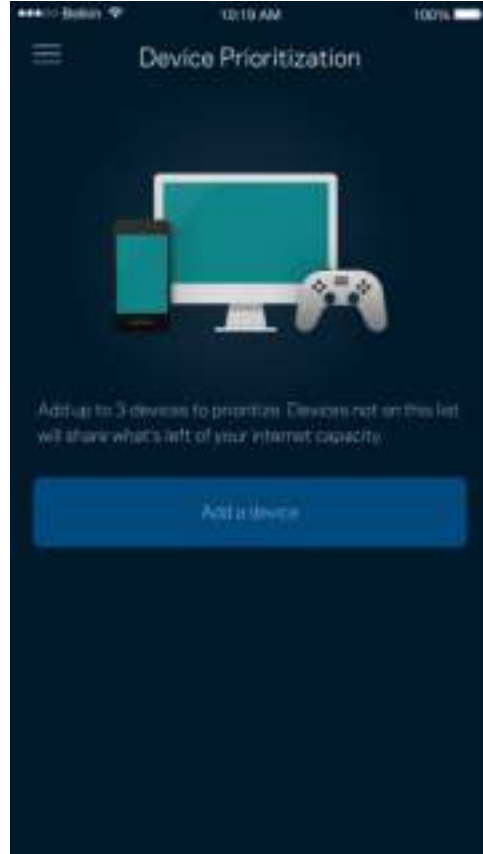 Belkin 10:19 AM 100%
Device Prioritization
Add up to 3 devices to prioritize. Devices not on this list
will share what's left of your internet capacity.
Add a device